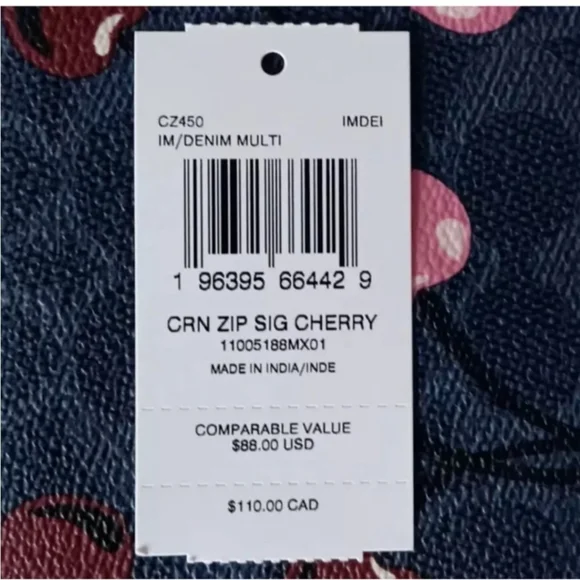 CZ450 IMDEI
IM/DENIM MULTI
1 96395 66442 9
CRN ZIP SIG CHERRY
11005188MX01
MADE IN INDIA/INDE
COMPARABLE VALUE
$88.00 USD
$110.00 CAD